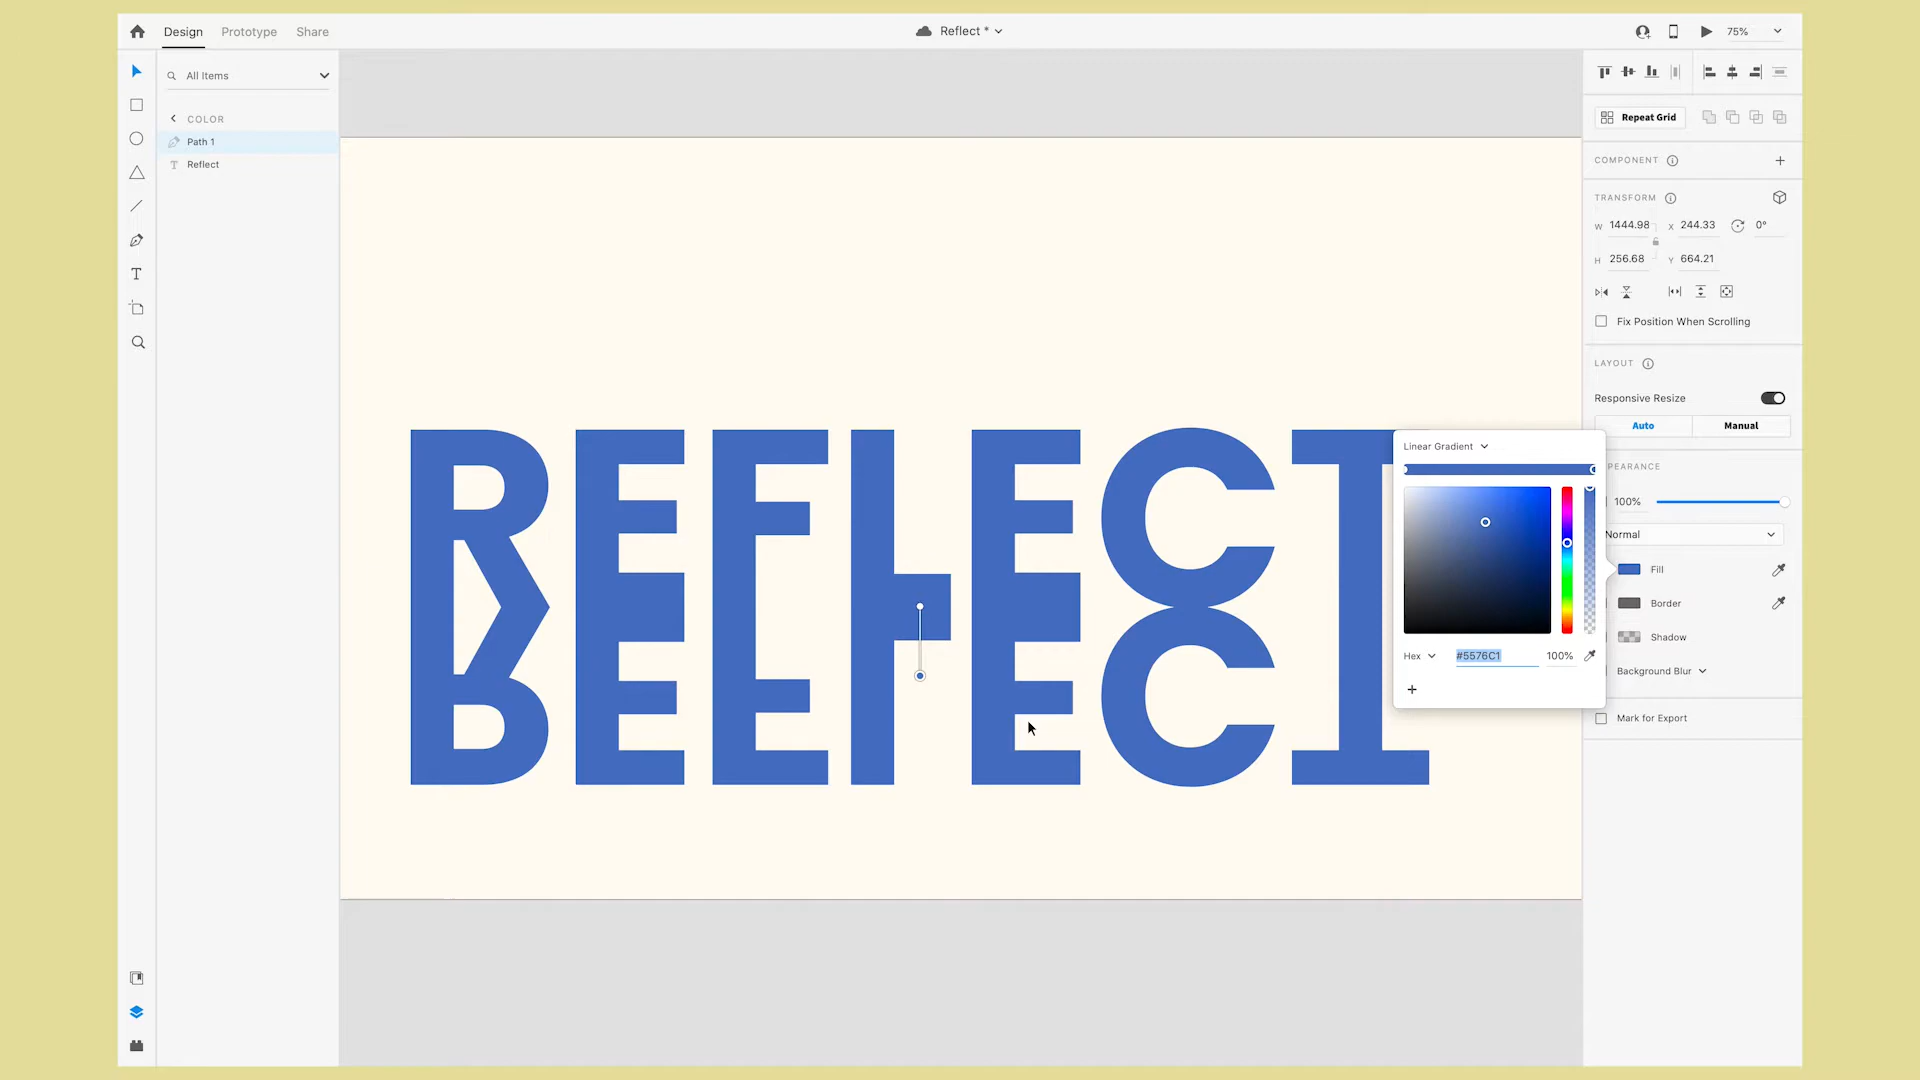 Design Prototype Share
Reflect *
75%
All Items
COLOR
Path 1
Reflect
REFLECT
Repeat Grid
COMPONENT
TRANSFORM
W 1444.98 X 244.33 0°
H 256.68 Y 664.21
Fix Position When Scrolling
LAYOUT
Responsive Resize
Auto Manual
Linear Gradient
PEARANCE
100%
Normal
Fill
Border
Shadow
Hex #5576C1 100%
Background Blur
+
Mark for Export